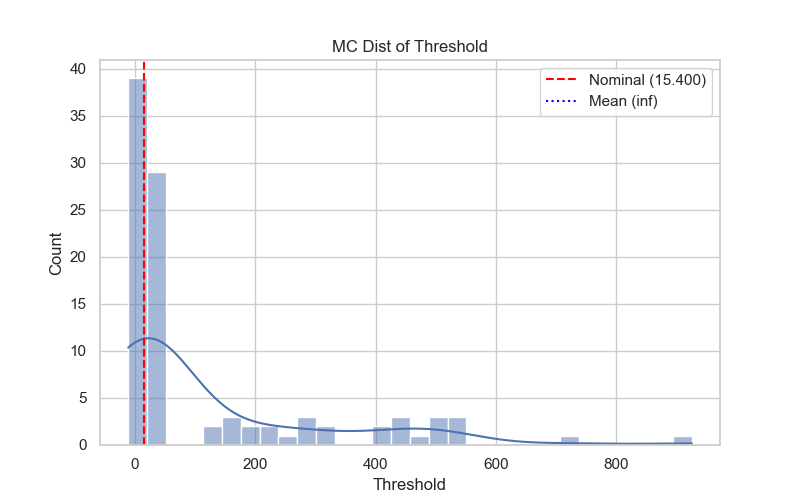 MC Dist of Threshold
Nominal (15.400)
Mean (inf)
Count
40
35
30
25
20
15
10
5
0
0 200 400 600 800
Threshold